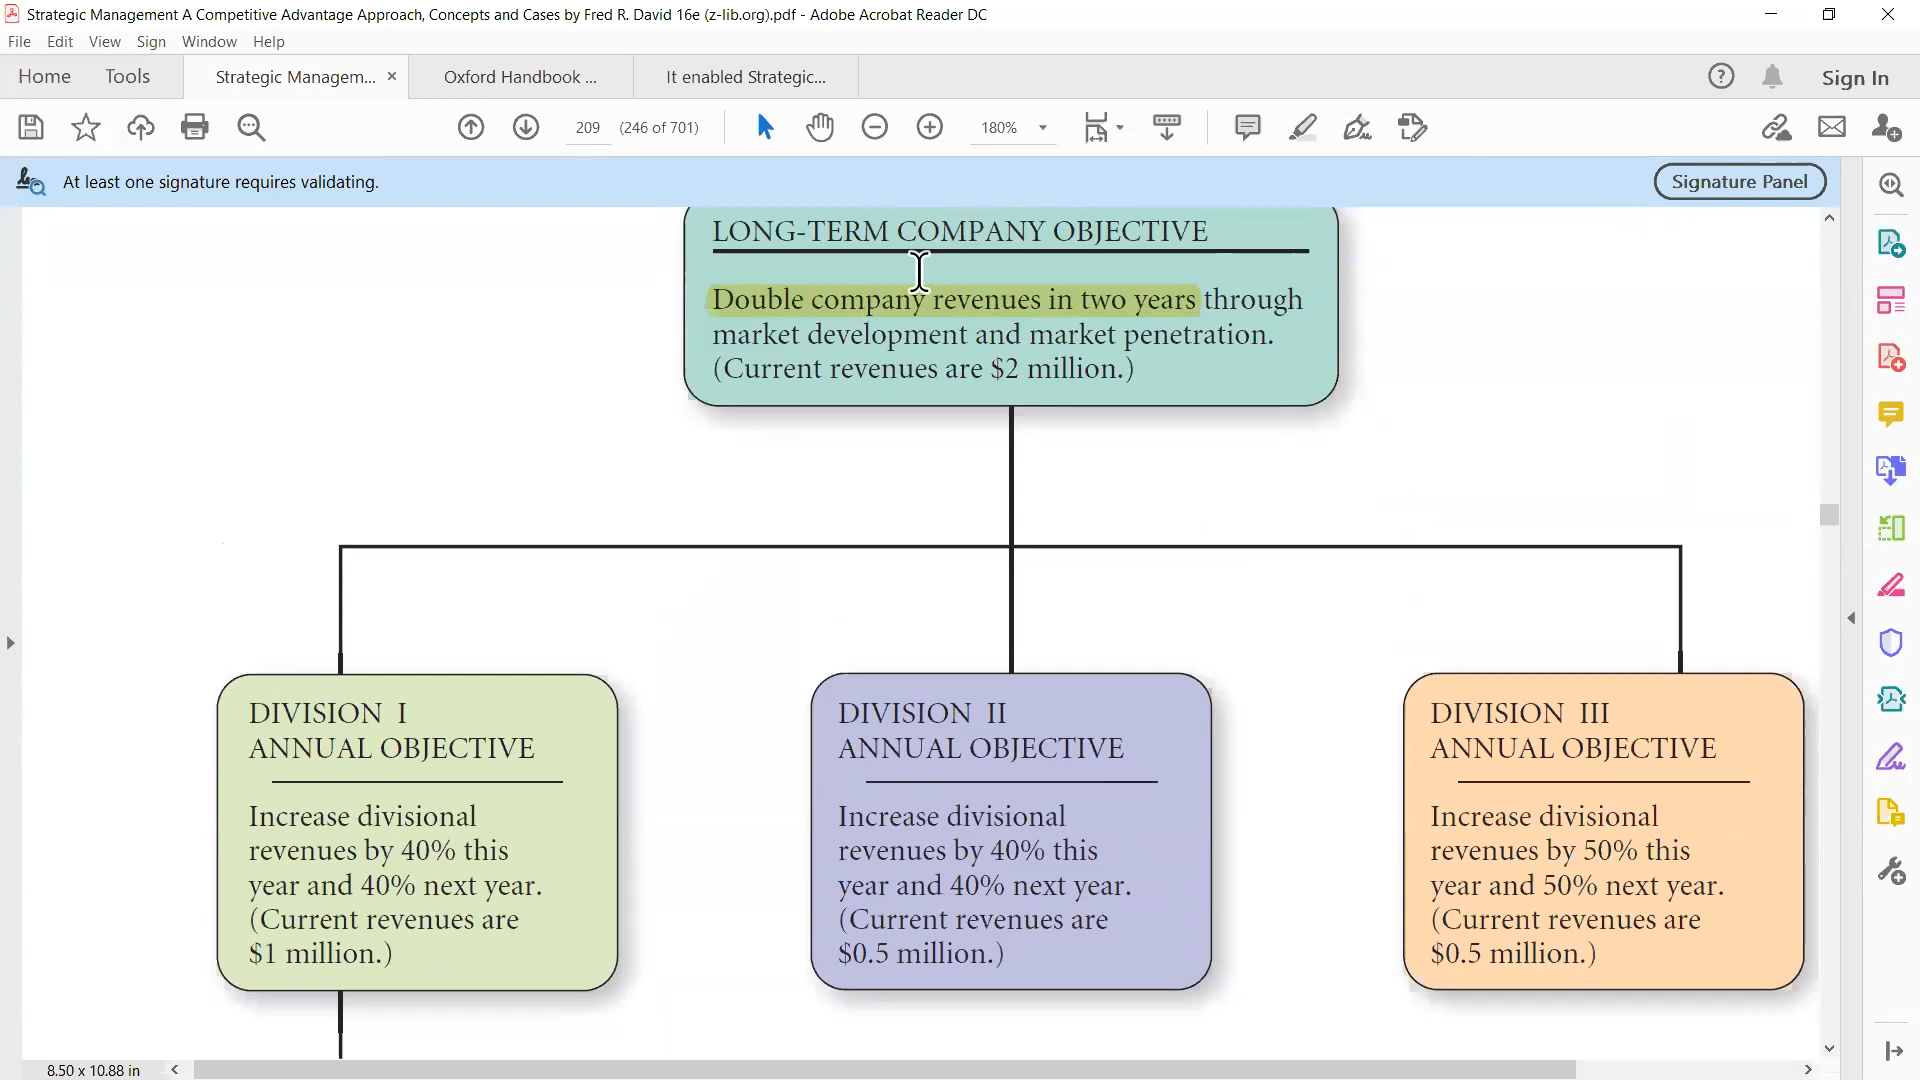 Strategic Management A Competitive Advantage Approach, Concepts and Cases by Fred R. David 16e (z-lib.org).pdf - Adobe Acrobat Reader DC
File Edit View Sign Window Help
Home Tools Strategic Managem... × Oxford Handbook ... It enabled Strategic... Sign In
209 (246 of 701) 180%
At least one signature requires validating. Signature Panel
LONG-TERM COMPANY OBJECTIVE
Double company revenues in two years through
market development and market penetration.
(Current revenues are $2 million.)
DIVISION I
ANNUAL OBJECTIVE
Increase divisional
revenues by 40% this
year and 40% next year.
(Current revenues are
$1 million.)
DIVISION II
ANNUAL OBJECTIVE
Increase divisional
revenues by 40% this
year and 40% next year.
(Current revenues are
$0.5 million.)
DIVISION III
ANNUAL OBJECTIVE
Increase divisional
revenues by 50% this
year and 50% next year.
(Current revenues are
$0.5 million.)
8.50 x 10.88 in